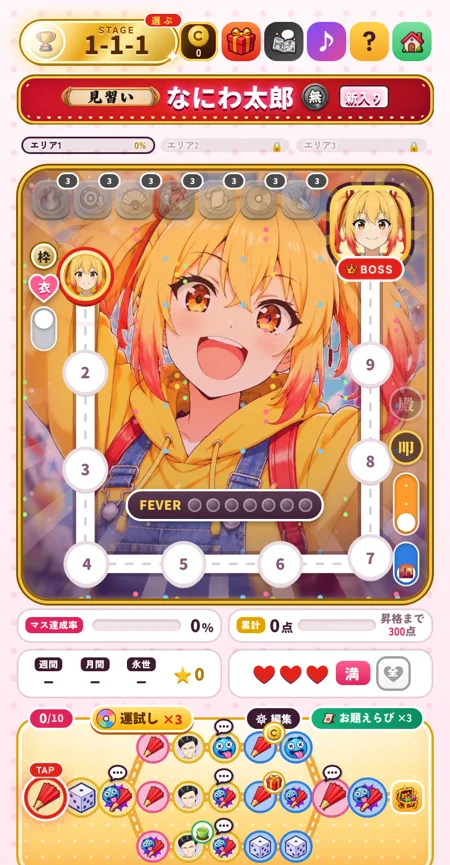 STAGE
1-1-1
選ぶ
C
0
?
見習い
なにわ太郎
無
新入り
エリア1
0%
エリア2
エリア3
3
3
3
3
3
3
3
枠
衣
BOSS
2
9
殿
3
8
叩
FEVER
4
5
6
7
マス達成率
0%
累計
0点
昇格まで
300点
週間
月間
永世
–
–
–
0
満
全
0/10
運試し ×3
編集
お題えらび ×3
C
TAP